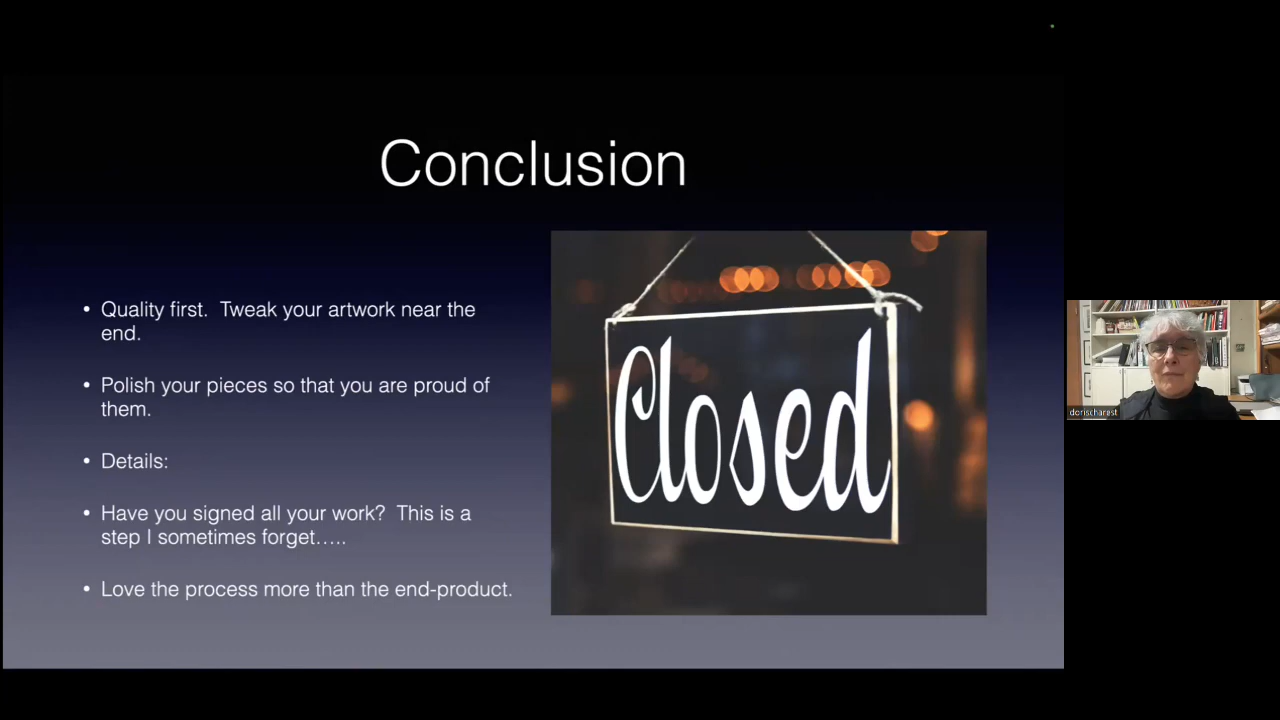 Conclusion
• Quality first.  Tweak your artwork near the
end.
• Polish your pieces so that you are proud of
them.
• Details:
• Have you signed all your work?  This is a
step I sometimes forget.....
• Love the process more than the end-product.
Closed
dorischarest